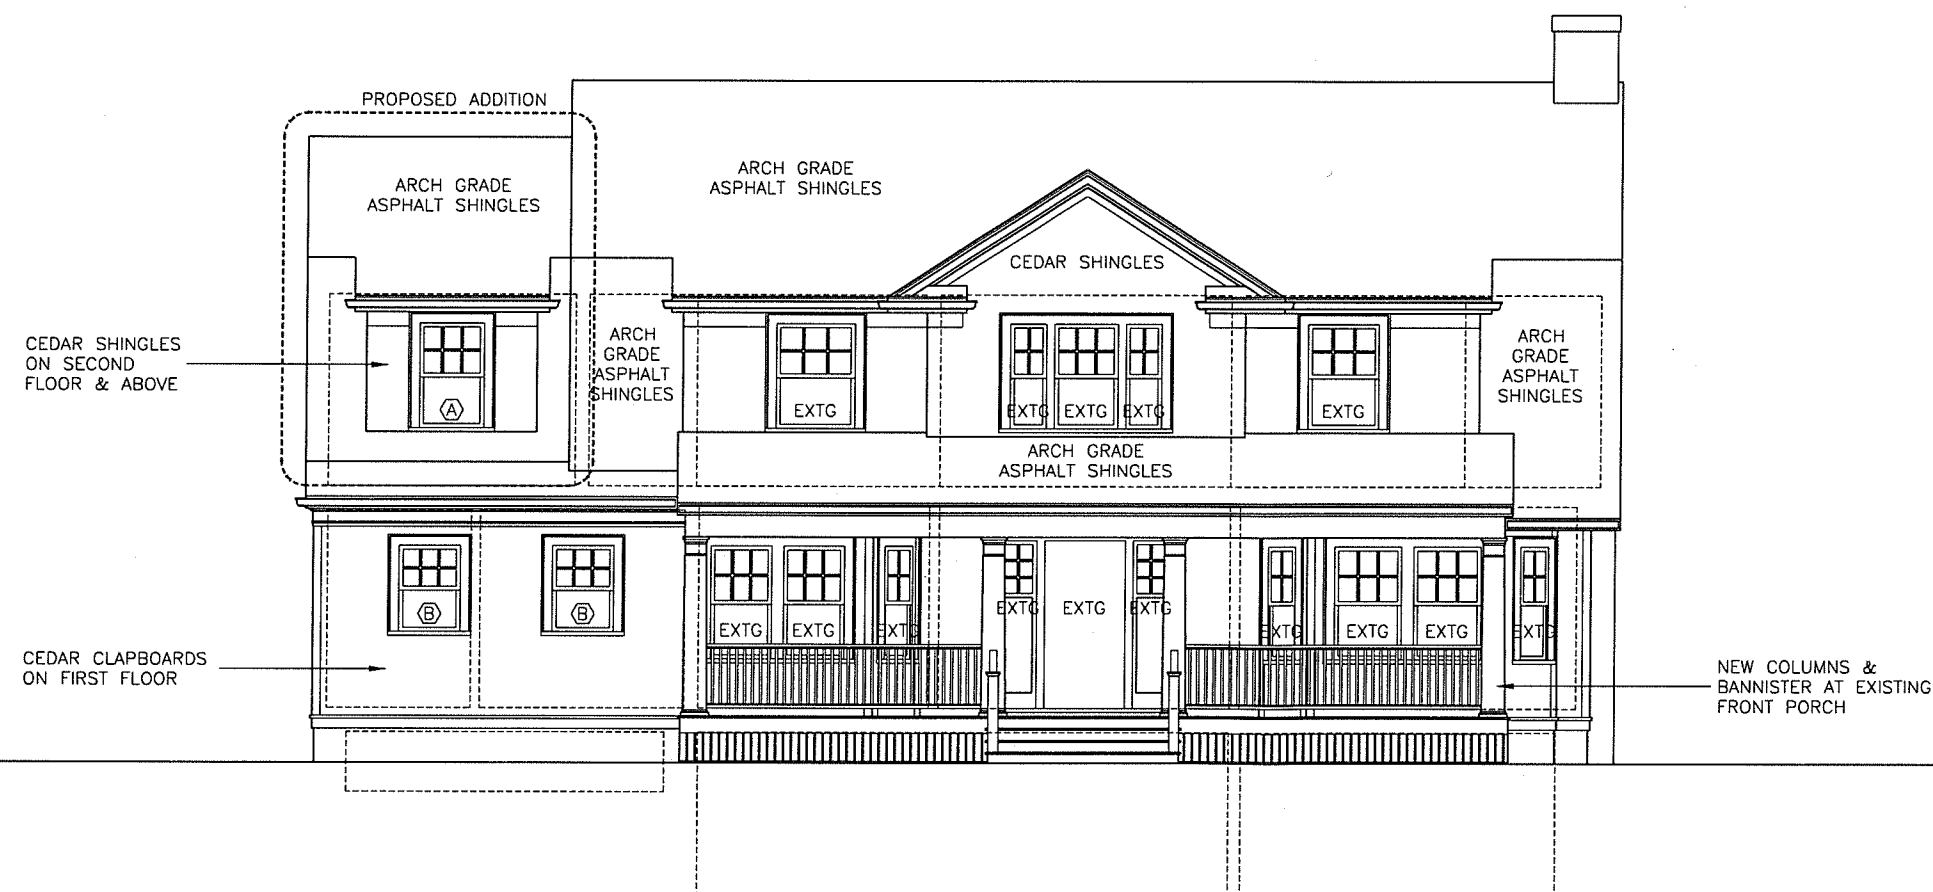 PROPOSED ADDITION
ARCH GRADE
ASPHALT SHINGLES
ARCH GRADE
ASPHALT SHINGLES
CEDAR SHINGLES
CEDAR SHINGLES
ON SECOND
FLOOR & ABOVE
ARCH
GRADE
ASPHALT
SHINGLES
ARCH
GRADE
ASPHALT
SHINGLES
A
EXTG
EXTG
EXTG
EXTG
EXTG
ARCH GRADE
ASPHALT SHINGLES
B
B
EXTG
EXTG
EXTG
EXTG
EXTG
EXTG
EXTG
EXTG
EXTG
EXTG
CEDAR CLAPBOARDS
ON FIRST FLOOR
NEW COLUMNS &
BANNISTER AT EXISTING
FRONT PORCH